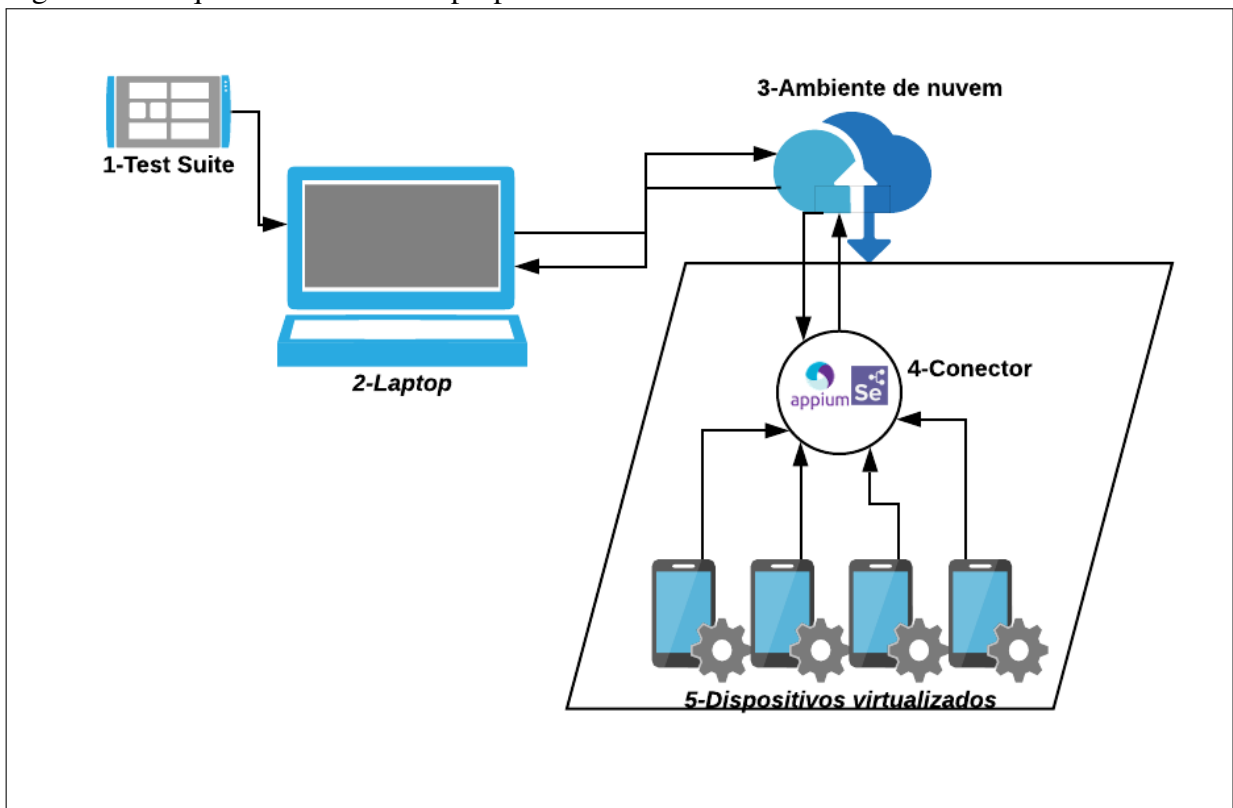 1-Test Suite
3-Ambiente de nuvem
2-Laptop
4-Conector
appium
Se
5-Dispositivos virtualizados